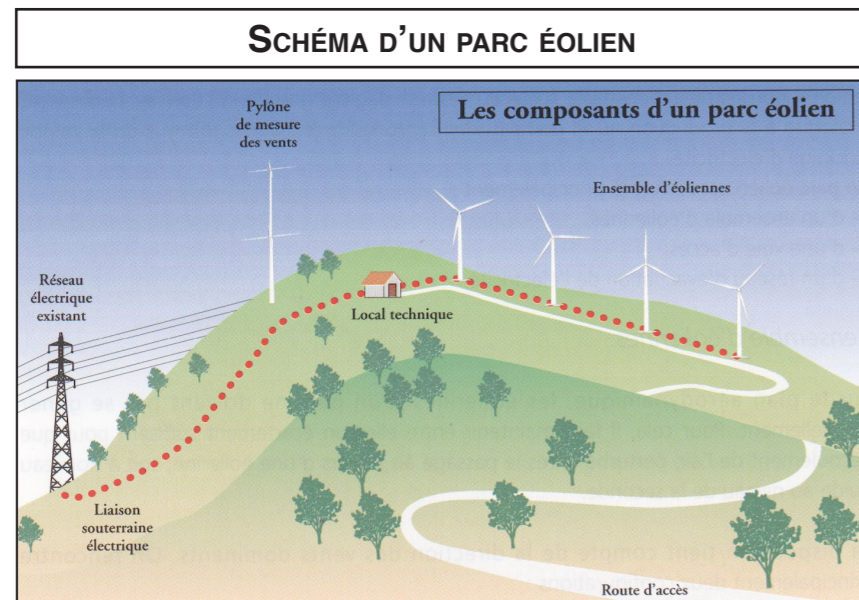 SCHÉMA D'UN PARC ÉOLIEN
Les composants d'un parc éolien
Pylône
de mesure
des vents
Ensemble d'éoliennes
Réseau
électrique
existant
Local technique
Liaison
souterraine
électrique
Route d'accès